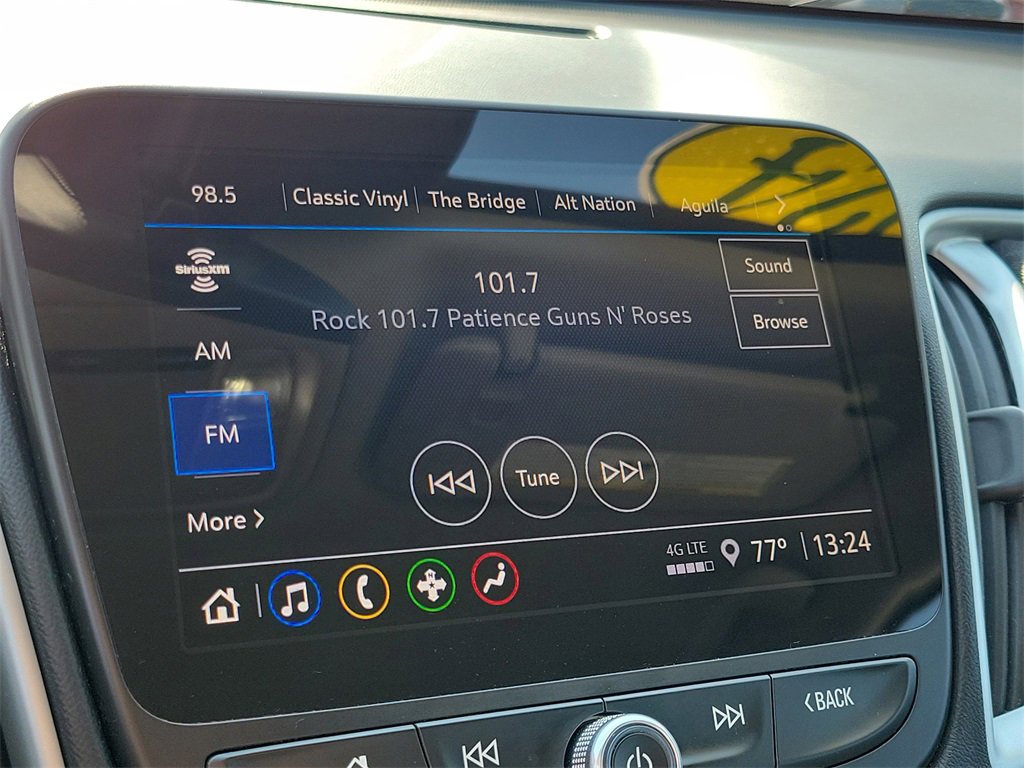 98.5 Classic Vinyl The Bridge Alt Nation Aguila >
SiriusXM
101.7
Rock 101.7 Patience Guns N' Roses
Sound
Browse
AM
FM
Tune
More >
4G LTE 77° 13:24
< BACK